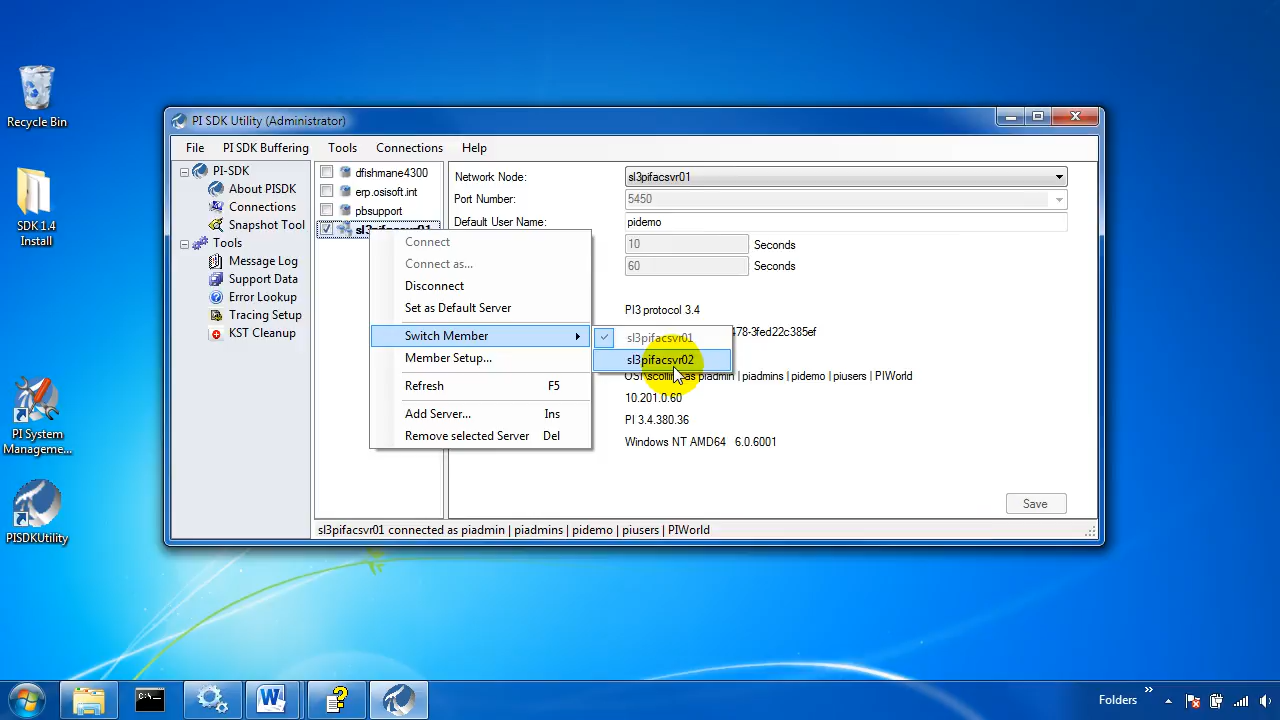 Recycle Bin
SDK 1.4
Install
PI System
Manageme...
PISDKUtility
PI SDK Utility (Administrator)
File PI SDK Buffering Tools Connections Help
PI-SDK
About PISDK
Connections
Snapshot Tool
Tools
Message Log
Support Data
Error Lookup
Tracing Setup
KST Cleanup
dfishmane4300
erp.osisoft.int
pbsupport
sl3pifacsvr01
Network Node: sl3pifacsvr01
Port Number: 5450
Default User Name: pidemo
10 Seconds
60 Seconds
PI3 protocol 3.4
478-3fed22c385ef
as piadmin | piadmins | pidemo | piusers | PIWorld
10.201.0.60
PI 3.4.380.36
Windows NT AMD64 6.0.6001
Save
Connect
Connect as...
Disconnect
Set as Default Server
Switch Member
Member Setup...
Refresh F5
Add Server... Ins
Remove selected Server Del
sl3pifacsvr01
sl3pifacsvr02
sl3pifacsvr01 connected as piadmin | piadmins | pidemo | piusers | PIWorld
Folders